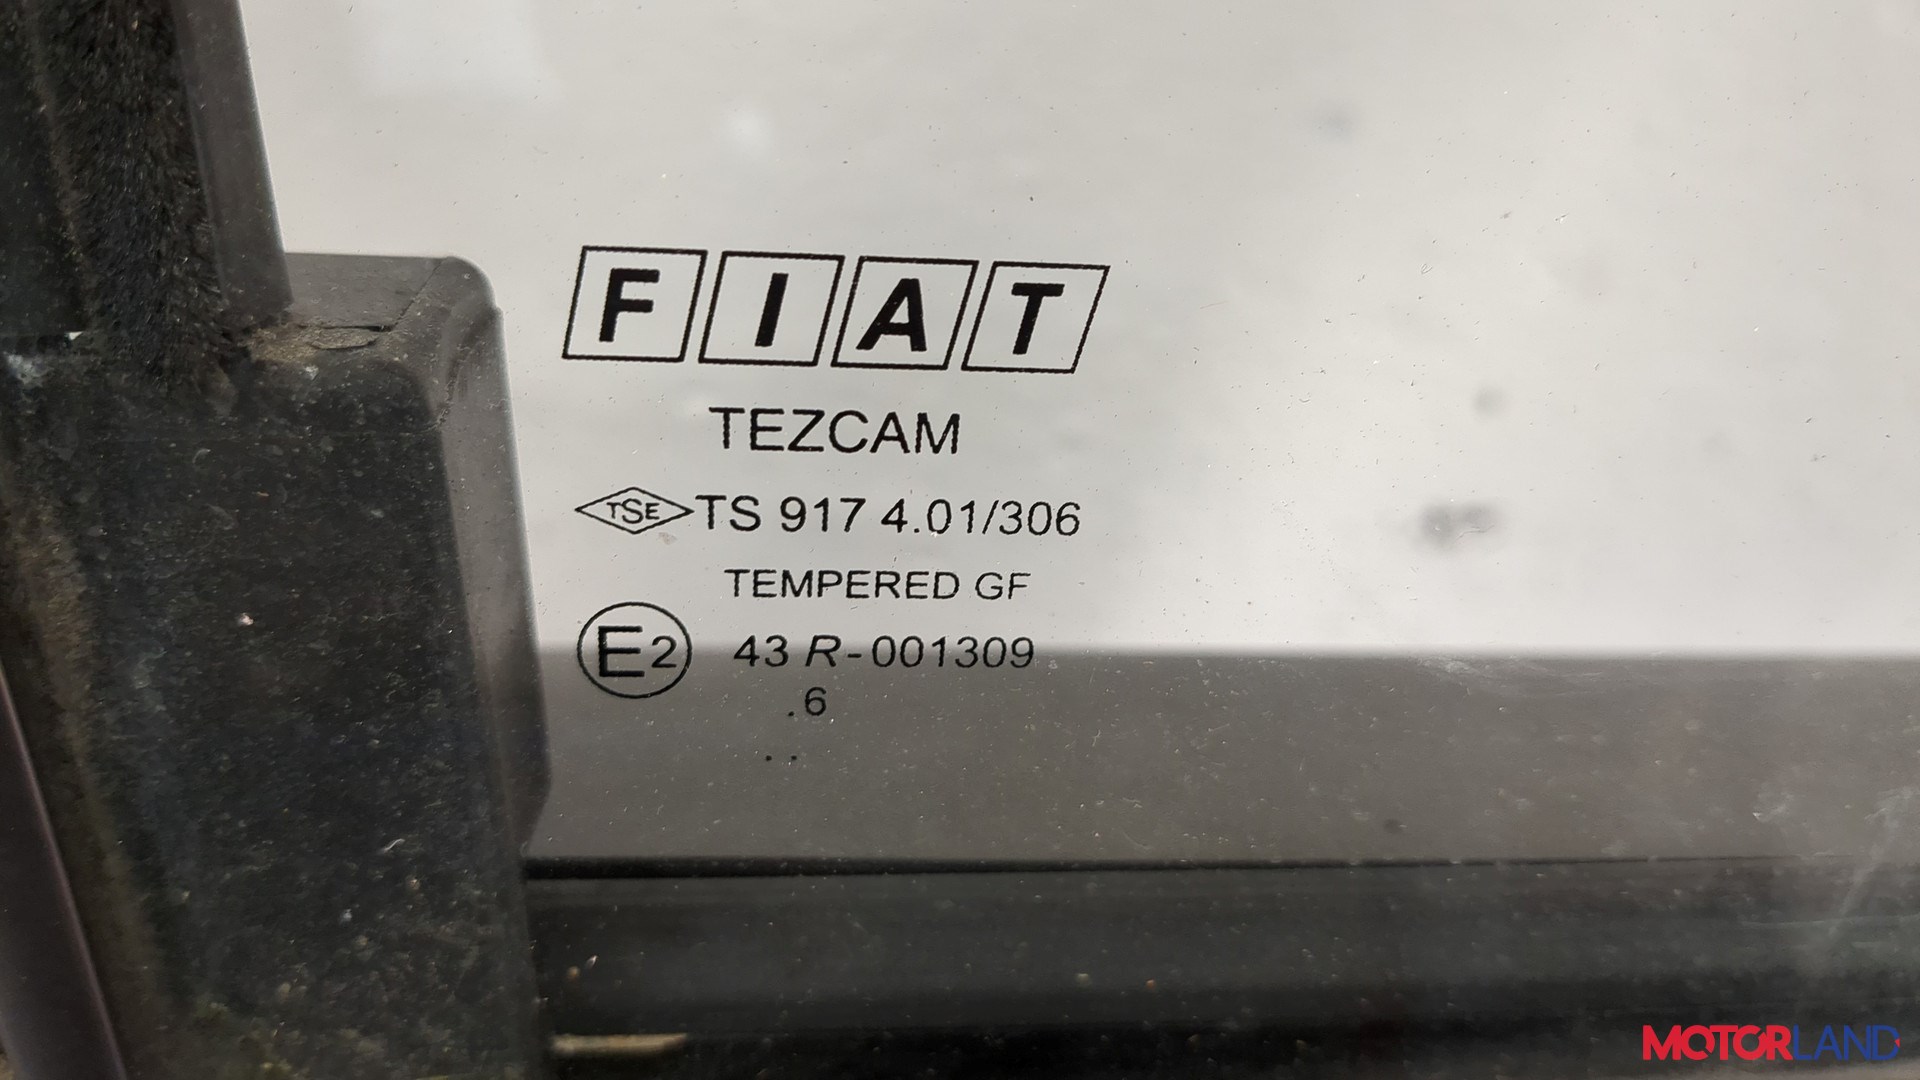 FIAT
TEZCAM
TSE TS 917 4.01/306
TEMPERED GF
E2 43 R-001309
.6
..
MOTORLAND